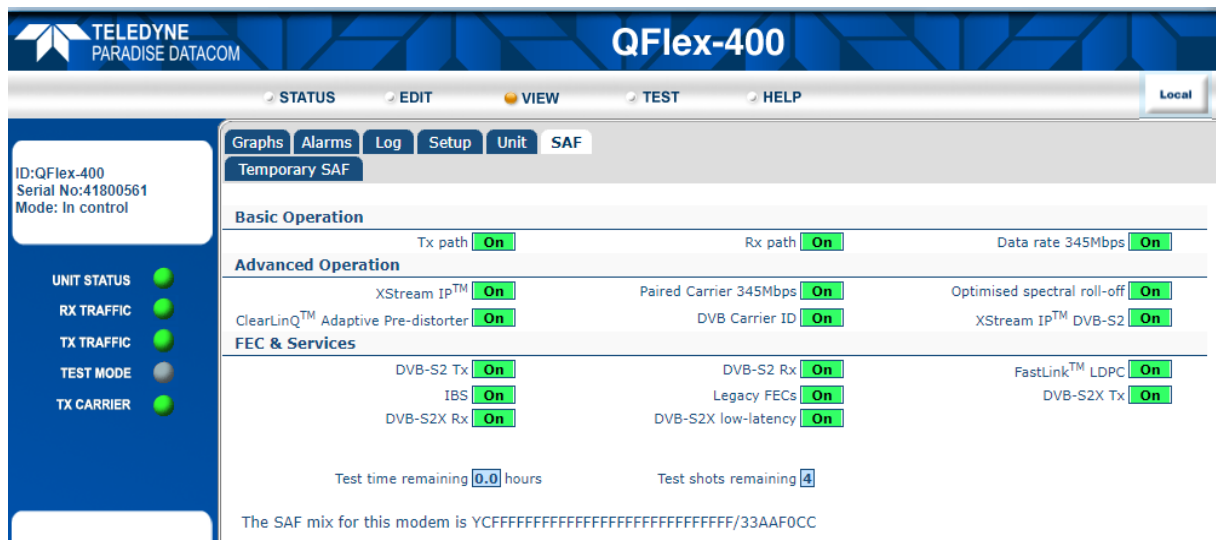 TELEDYNE
PARADISE DATACOM
QFlex-400
STATUS EDIT VIEW TEST HELP
Local
Graphs Alarms Log Setup Unit SAF
Temporary SAF
ID:QFlex-400
Serial No:41800561
Mode: In control
UNIT STATUS
RX TRAFFIC
TX TRAFFIC
TEST MODE
TX CARRIER
Basic Operation
Tx path On Rx path On Data rate 345Mbps On
Advanced Operation
XStream IP™ On Paired Carrier 345Mbps On Optimised spectral roll-off On
ClearLinQ™ Adaptive Pre-distorter On DVB Carrier ID On XStream IP™ DVB-S2 On
FEC & Services
DVB-S2 Tx On DVB-S2 Rx On FastLink™ LDPC On
IBS On Legacy FECs On DVB-S2X Tx On
DVB-S2X Rx On DVB-S2X low-latency On
Test time remaining 0.0 hours Test shots remaining 4
The SAF mix for this modem is YCFFFFFFFFFFFFFFFFFFFFFFFFFFFFFF/33AAF0CC